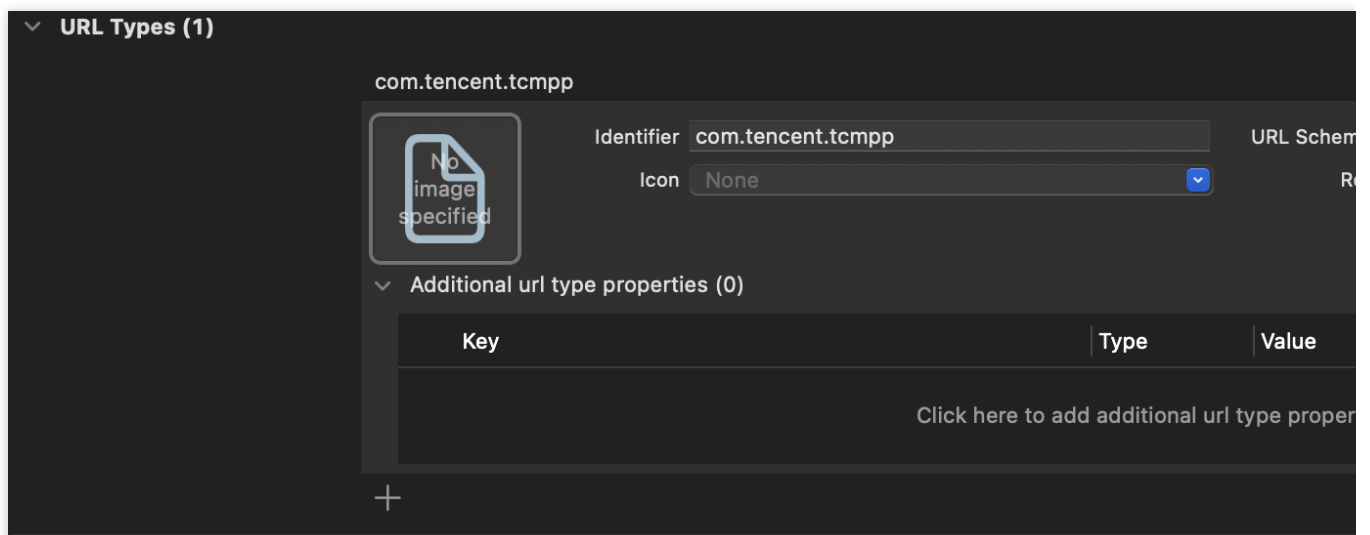 URL Types (1)
com.tencent.tcmpp
No image specified
Identifier com.tencent.tcmpp
URL Schem
Icon None
Additional url type properties (0)
Key Type Value
Click here to add additional url type proper